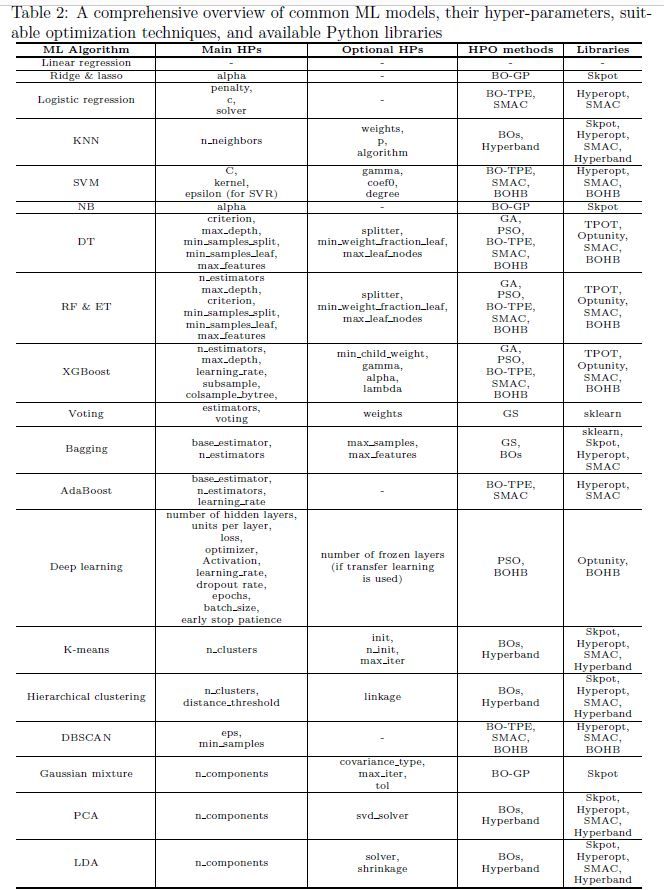 Table 2: A comprehensive overview of common ML models, their hyper-parameters, suit-
able optimization techniques, and available Python libraries
ML Algorithm Main HPs Optional HPs HPO methods Libraries
Linear regression - - - -
Ridge & lasso alpha - BO-GP Skpot
Logistic regression
penalty,
c,
solver
-
BO-TPE,
SMAC
Hyperopt,
SMAC
KNN
n_neighbors
weights,
p,
algorithm
BOs,
Hyperband
Skpot,
Hyperopt,
SMAC,
Hyperband
SVM
C,
kernel,
epsilon (for SVR)
gamma,
coef0,
degree
BO-TPE,
SMAC,
BOHB
Hyperopt,
SMAC,
BOHB
NB alpha - BO-GP Skpot
DT
criterion,
max_depth,
min_samples_split,
min_samples_leaf,
max_features
splitter,
min_weight_fraction_leaf,
max_leaf_nodes
GA,
PSO,
BO-TPE,
SMAC,
BOHB
TPOT,
Optunity,
SMAC,
BOHB
RF & ET
n_estimators
max_depth,
criterion,
min_samples_split,
min_samples_leaf,
max_features
splitter,
min_weight_fraction_leaf,
max_leaf_nodes
GA,
PSO,
BO-TPE,
SMAC,
BOHB
TPOT,
Optunity,
SMAC,
BOHB
XGBoost
n_estimators,
max_depth,
learning_rate,
subsample,
colsample_bytree,
min_child_weight,
gamma,
alpha,
lambda
GA,
PSO,
BO-TPE,
SMAC,
BOHB
TPOT,
Optunity,
SMAC,
BOHB
Voting
estimators,
voting
weights
GS
sklearn
Bagging
base_estimator,
n_estimators
max_samples,
max_features
GS,
BOs
sklearn,
Skpot,
Hyperopt,
SMAC
AdaBoost
base_estimator,
n_estimators,
learning_rate
-
BO-TPE,
SMAC
Hyperopt,
SMAC
Deep learning
number of hidden layers,
units per layer,
loss,
optimizer,
Activation,
learning_rate,
dropout rate,
epochs,
batch_size,
early stop patience
number of frozen layers
(if transfer learning
is used)
PSO,
BOHB
Optunity,
BOHB
K-means
n_clusters
init,
n_init,
max_iter
BOs,
Hyperband
Skpot,
Hyperopt,
SMAC,
Hyperband
Hierarchical clustering
n_clusters,
distance_threshold
linkage
BOs,
Hyperband
Skpot,
Hyperopt,
SMAC,
Hyperband
DBSCAN
eps,
min_samples
-
BO-TPE,
SMAC,
BOHB
Hyperopt,
SMAC,
BOHB
Gaussian mixture
n_components
covariance_type,
max_iter,
tol
BO-GP
Skpot
PCA
n_components
svd_solver
BOs,
Hyperband
Skpot,
Hyperopt,
SMAC,
Hyperband
LDA
n_components
solver,
shrinkage
BOs,
Hyperband
Skpot,
Hyperopt,
SMAC,
Hyperband